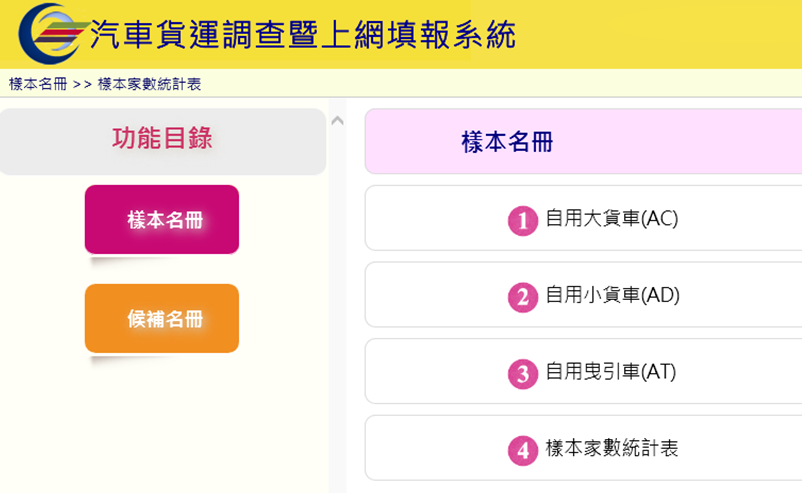 汽車貨運調查暨上網填報系統
樣本名冊 >> 樣本家數統計表
功能目錄
樣本名冊
候補名冊
樣本名冊
1 自用大貨車(AC)
2 自用小貨車(AD)
3 自用曳引車(AT)
4 樣本家數統計表